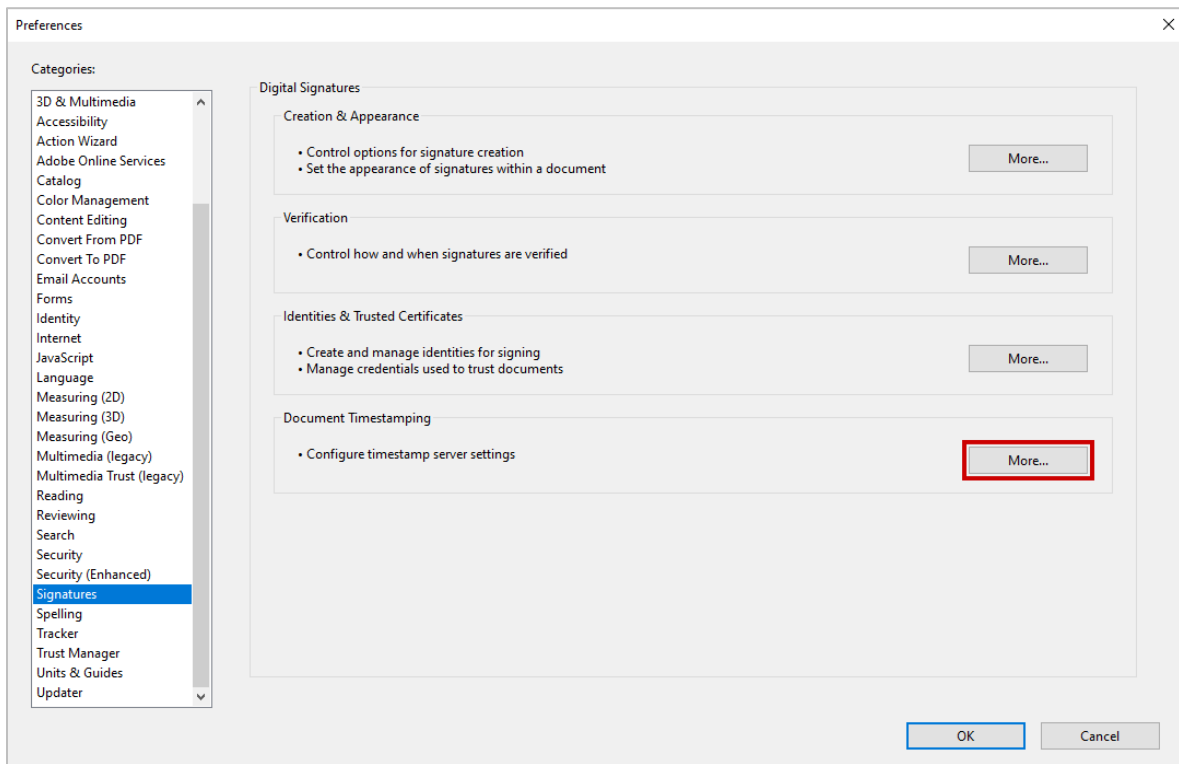 Preferences
Categories:
3D & Multimedia
Accessibility
Action Wizard
Adobe Online Services
Catalog
Color Management
Content Editing
Convert From PDF
Convert To PDF
Email Accounts
Forms
Identity
Internet
JavaScript
Language
Measuring (2D)
Measuring (3D)
Measuring (Geo)
Multimedia (legacy)
Multimedia Trust (legacy)
Reading
Reviewing
Search
Security
Security (Enhanced)
Signatures
Spelling
Tracker
Trust Manager
Units & Guides
Updater
Digital Signatures
Creation & Appearance
• Control options for signature creation
• Set the appearance of signatures within a document
More...
Verification
• Control how and when signatures are verified
More...
Identities & Trusted Certificates
• Create and manage identities for signing
• Manage credentials used to trust documents
More...
Document Timestamping
• Configure timestamp server settings
More...
OK
Cancel